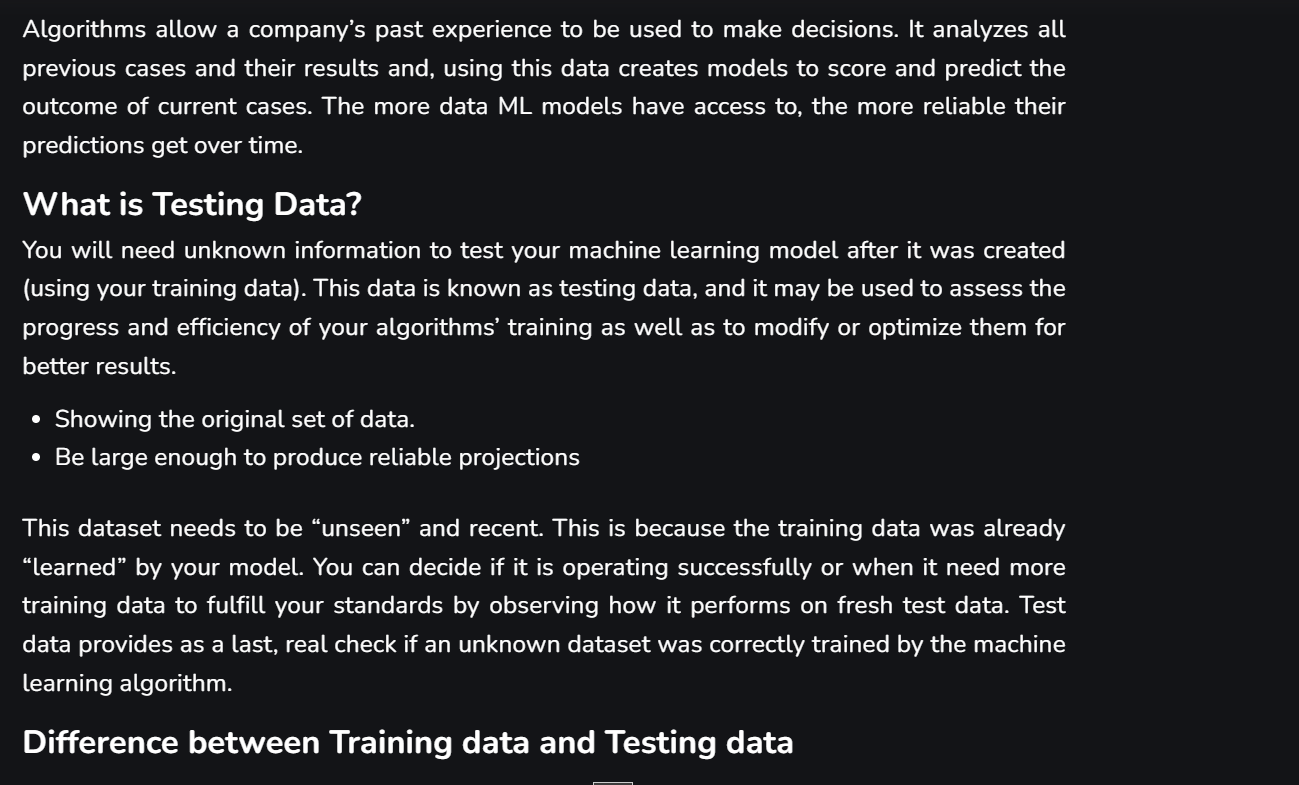 Algorithms allow a company’s past experience to be used to make decisions. It analyzes all
previous cases and their results and, using this data creates models to score and predict the
outcome of current cases. The more data ML models have access to, the more reliable their
predictions get over time.
What is Testing Data?
You will need unknown information to test your machine learning model after it was created
(using your training data). This data is known as testing data, and it may be used to assess the
progress and efficiency of your algorithms’ training as well as to modify or optimize them for
better results.
• Showing the original set of data.
• Be large enough to produce reliable projections
This dataset needs to be “unseen” and recent. This is because the training data was already
“learned” by your model. You can decide if it is operating successfully or when it need more
training data to fulfill your standards by observing how it performs on fresh test data. Test
data provides as a last, real check if an unknown dataset was correctly trained by the machine
learning algorithm.
Difference between Training data and Testing data